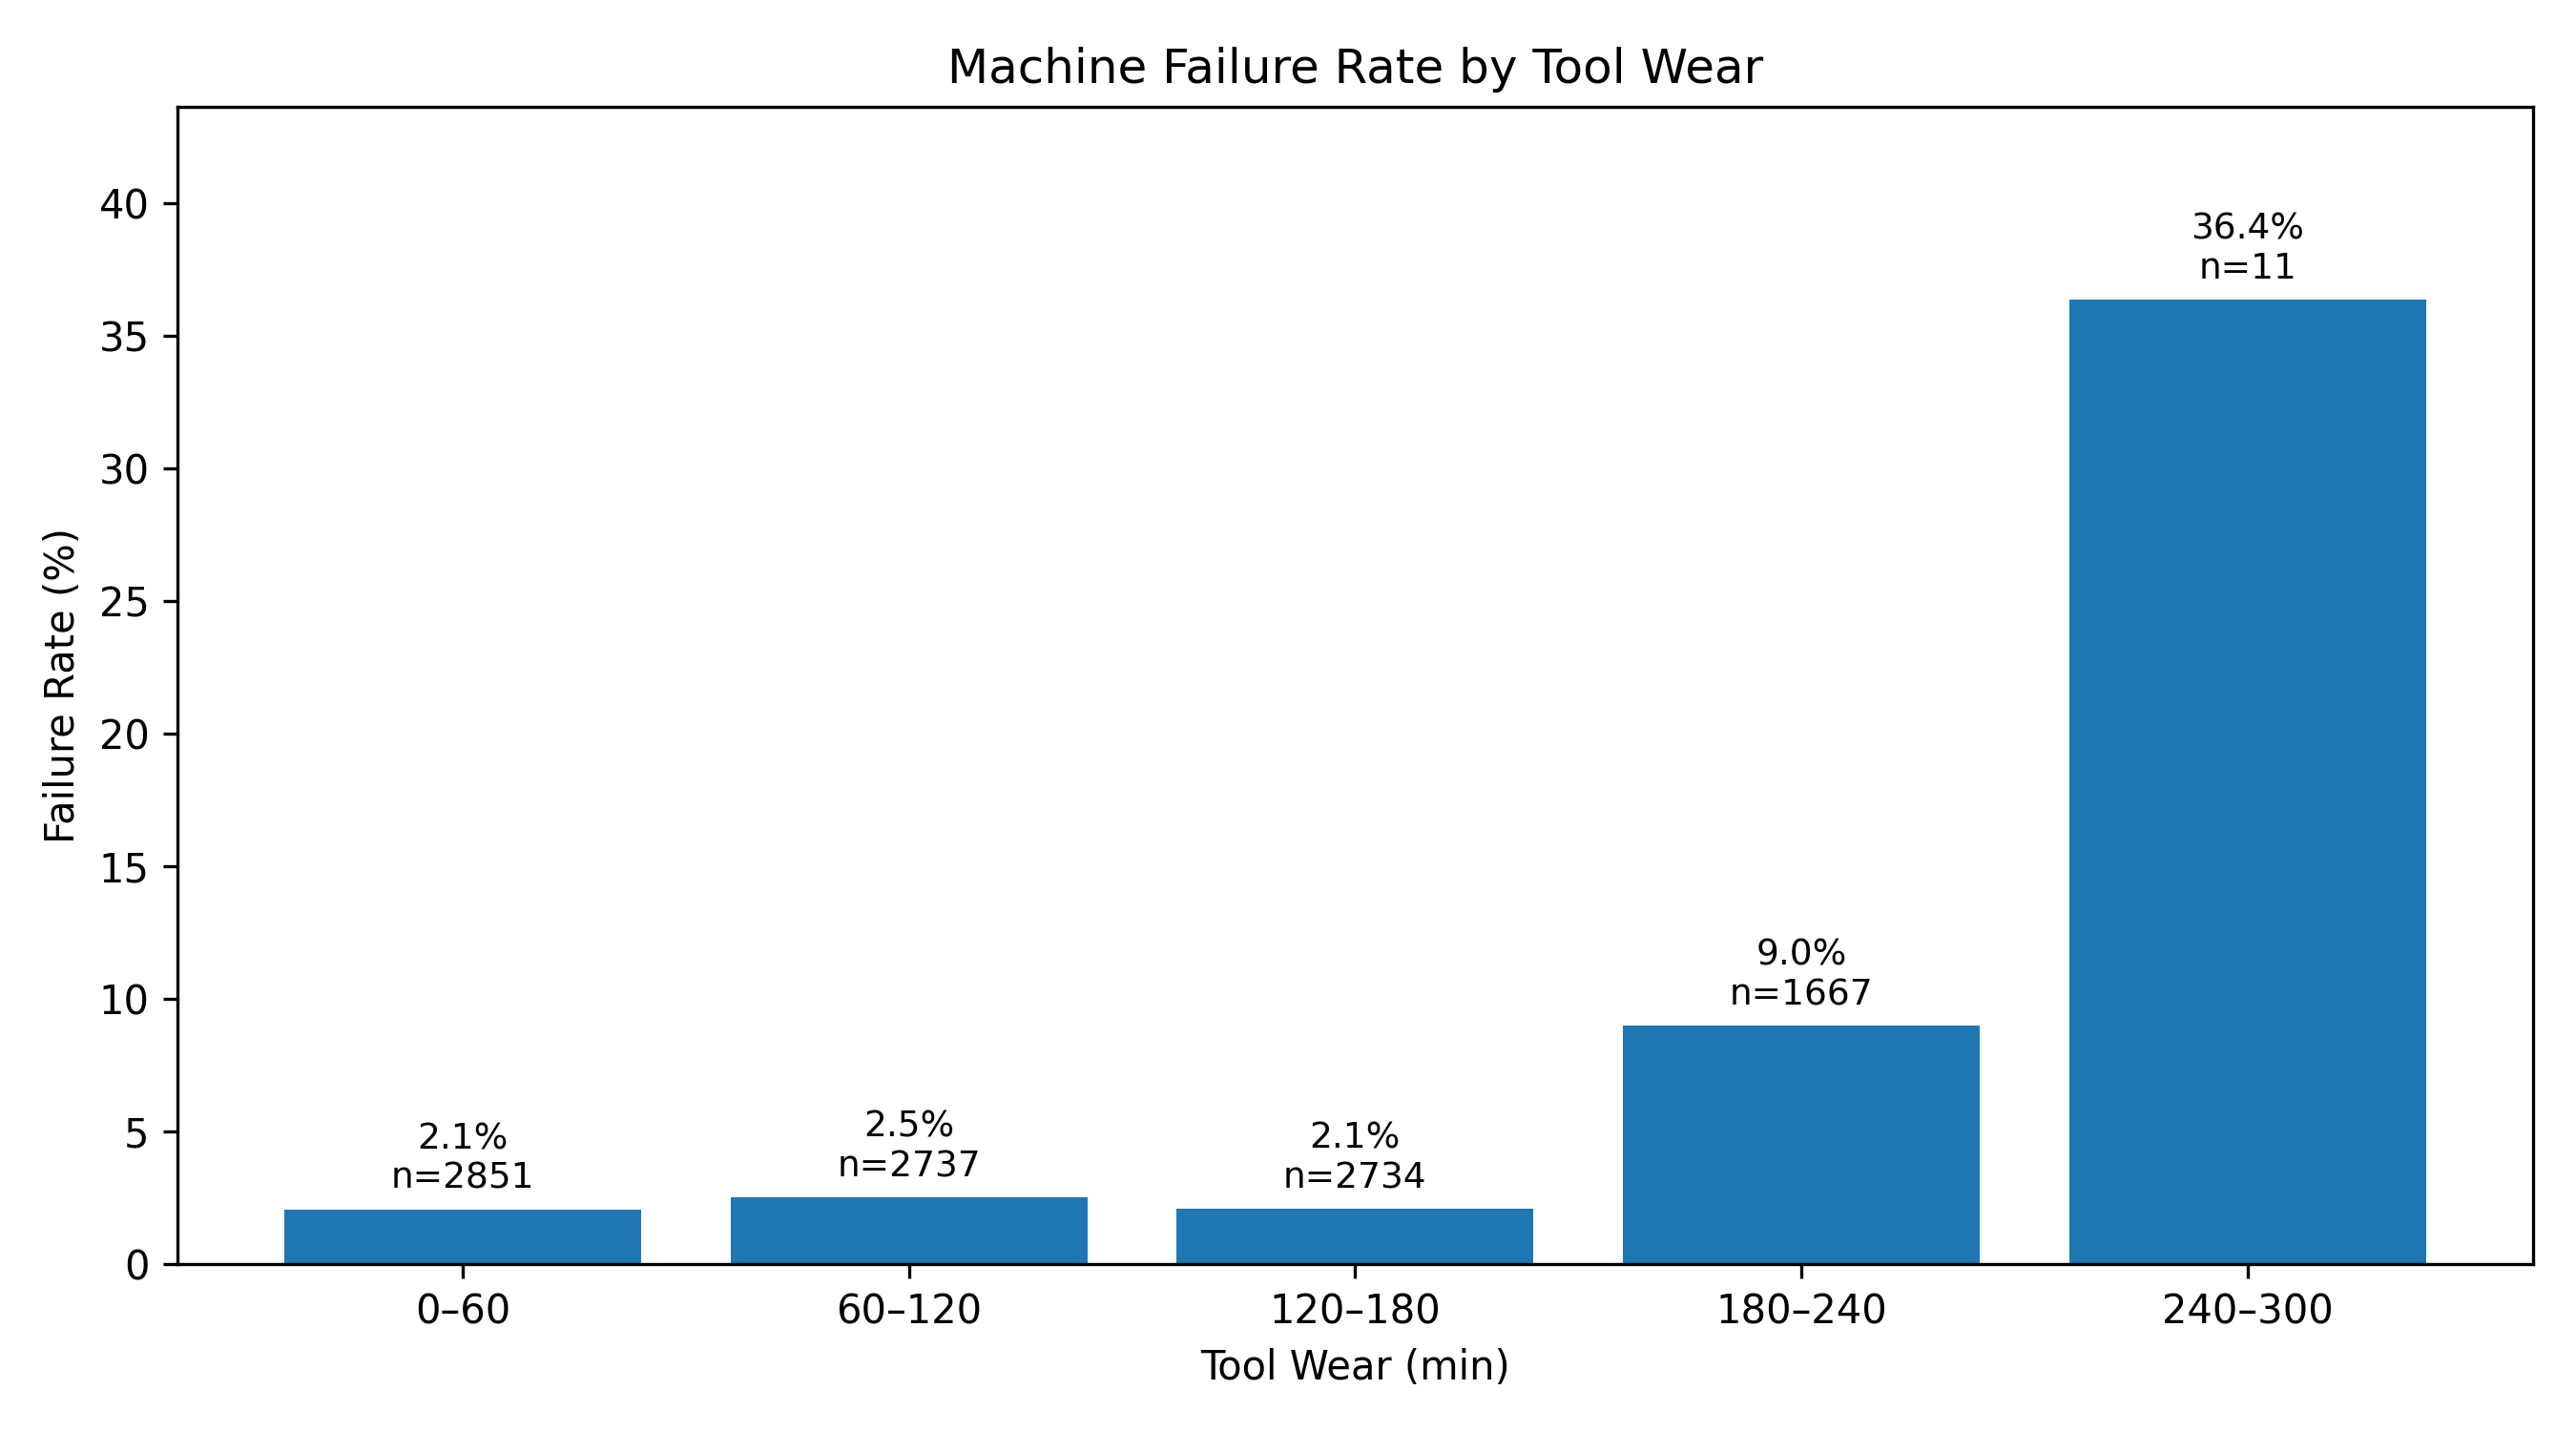 Machine Failure Rate by Tool Wear
Failure Rate (%)
40
35
30
25
20
15
10
5
0
2.1%
n=2851
2.5%
n=2737
2.1%
n=2734
9.0%
n=1667
36.4%
n=11
0–60
60–120
120–180
180–240
240–300
Tool Wear (min)